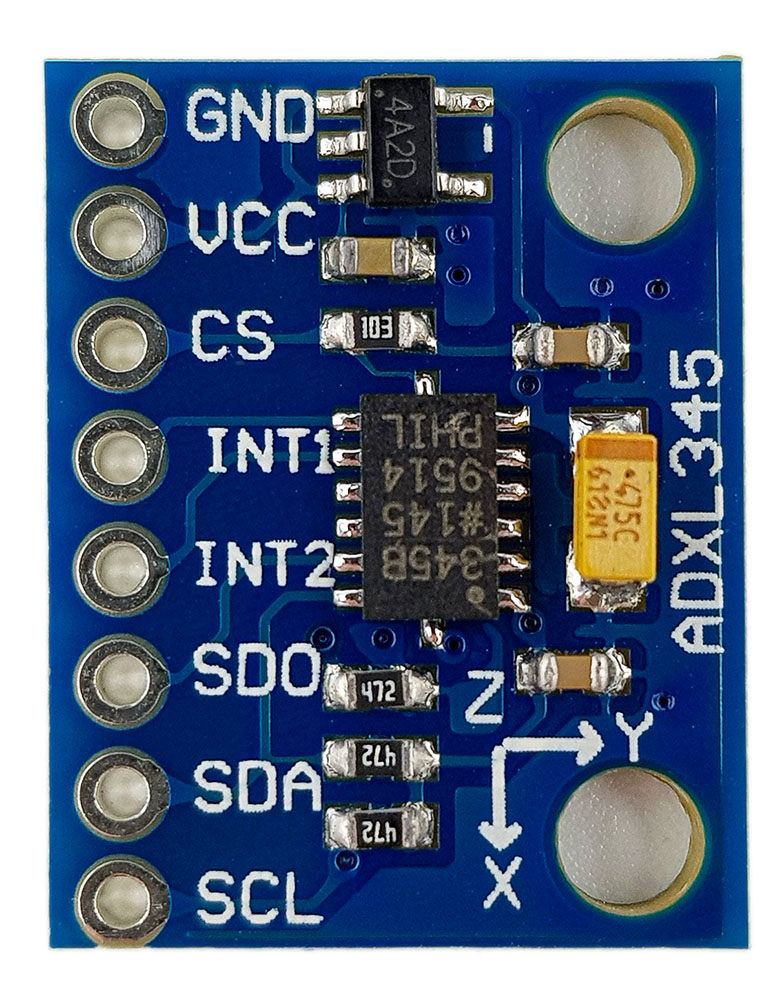 GND
4A2D
VCC
CS
103
INT1
345B
#145
9514
PHIL
INT2
475C
612N1
ADXL345
SDO
472
Z
Y
SDA
472
472
X
SCL